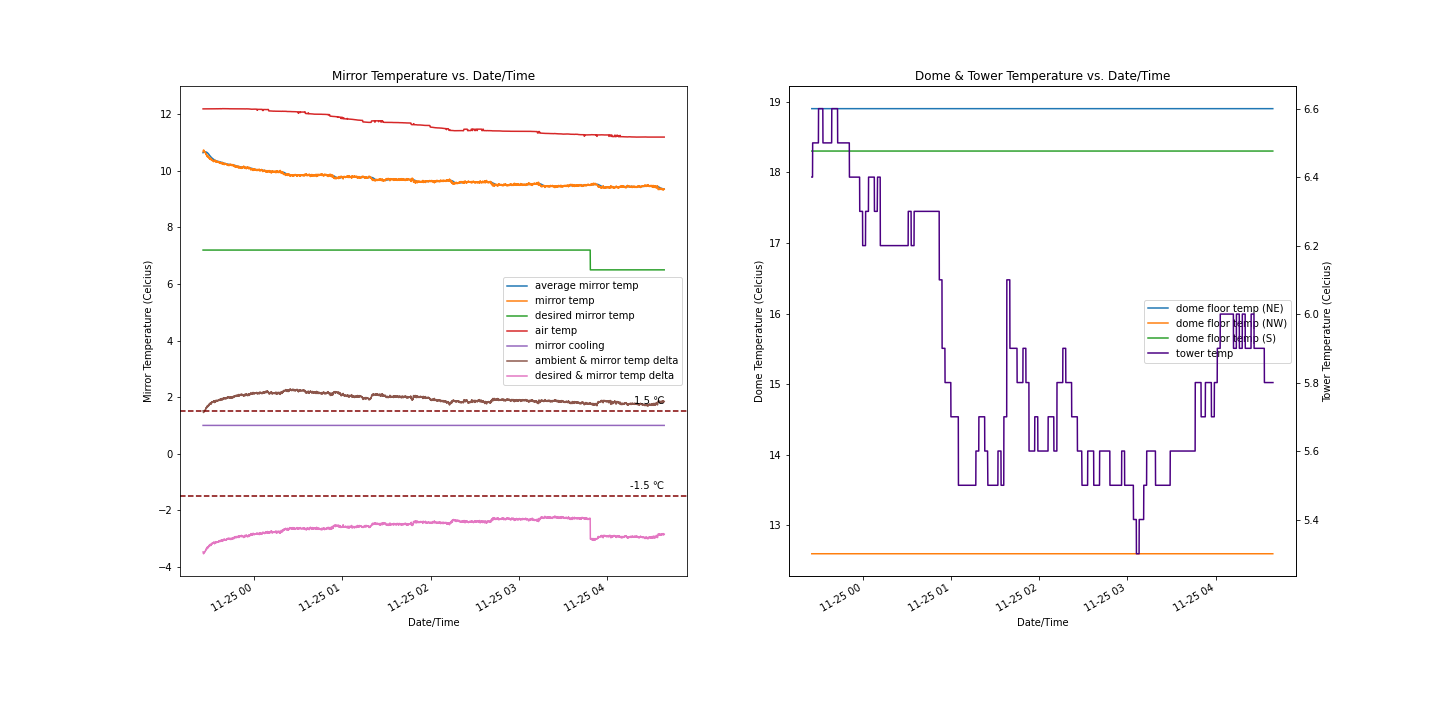 Mirror Temperature vs. Date/Time
12
10
8
6
4
2
0
−2
−4
Mirror Temperature (Celcius)
average mirror temp
mirror temp
desired mirror temp
air temp
mirror cooling
ambient & mirror temp delta
desired & mirror temp delta
1.5 ℃
-1.5 ℃
11-25 00
11-25 01
11-25 02
11-25 03
11-25 04
Date/Time
Dome & Tower Temperature vs. Date/Time
19
18
17
16
15
14
13
Dome Temperature (Celcius)
dome floor temp (NE)
dome floor temp (NW)
dome floor temp (S)
tower temp
6.6
6.4
6.2
6.0
5.8
5.6
5.4
Tower Temperature (Celcius)
11-25 00
11-25 01
11-25 02
11-25 03
11-25 04
Date/Time